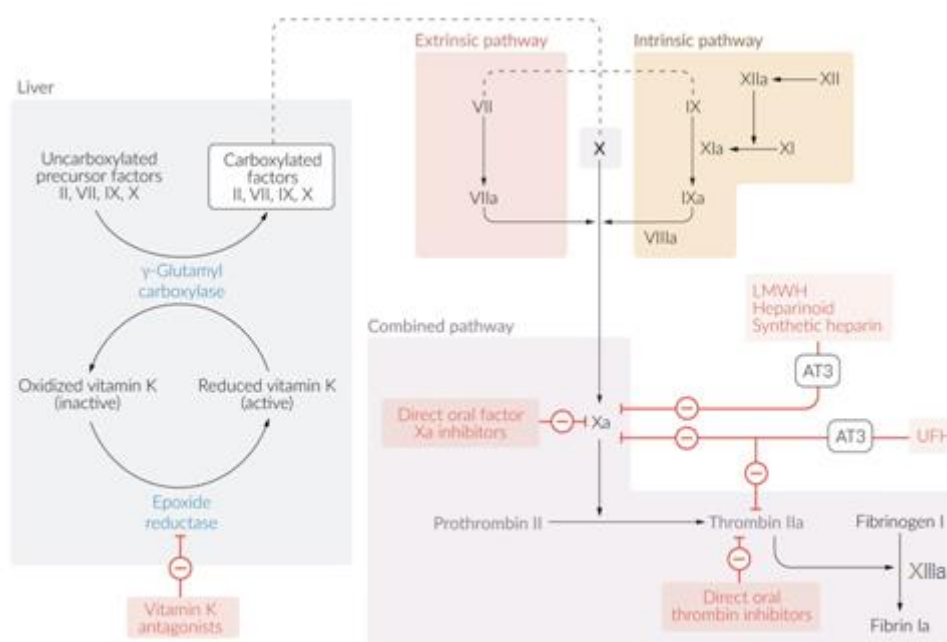 Extrinsic pathway
Intrinsic pathway
Liver
XIIa
XII
VII
IX
Uncarboxylated
precursor factors
II, VII, IX, X
Carboxylated
factors
II, VII, IX, X
X
XIa
XI
VIIa
IXa
VIIIa
γ-Glutamyl
carboxylase
LMWH
Heparinoid
Synthetic heparin
Combined pathway
AT3
Oxidized vitamin K
(inactive)
Reduced vitamin K
(active)
Direct oral factor
Xa inhibitors
Xa
AT3
UFH
Epoxide
reductase
Prothrombin II
Thrombin IIa
Fibrinogen I
XIIIa
Vitamin K
antagonists
Direct oral
thrombin inhibitors
Fibrin Ia